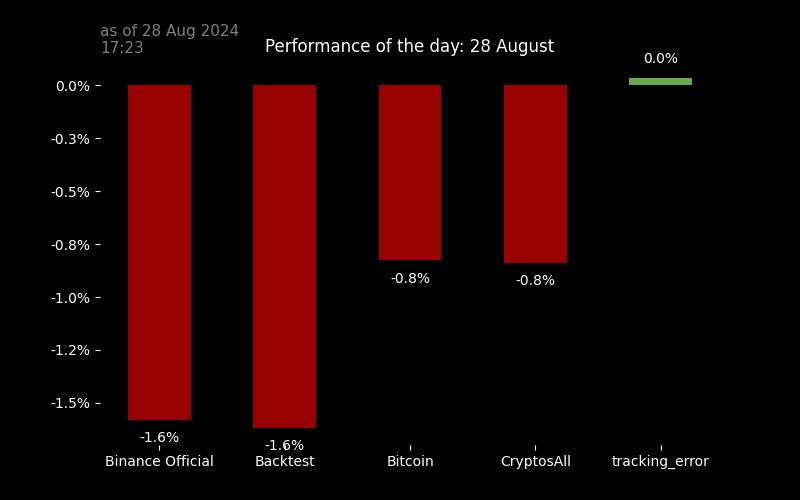 as of 28 Aug 2024
17:23
Performance of the day: 28 August
0.0%
0.0%
-0.3%
-0.5%
-0.8%
-1.0%
-1.2%
-1.5%
-0.8%
-0.8%
-1.6%
-1.6%
Binance Official
Backtest
Bitcoin
CryptosAll
tracking_error